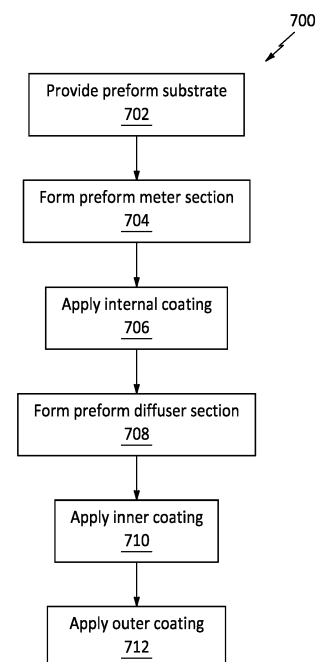 700
Provide preform substrate
702
Form preform meter section
704
Apply internal coating
706
Form preform diffuser section
708
Apply inner coating
710
Apply outer coating
712